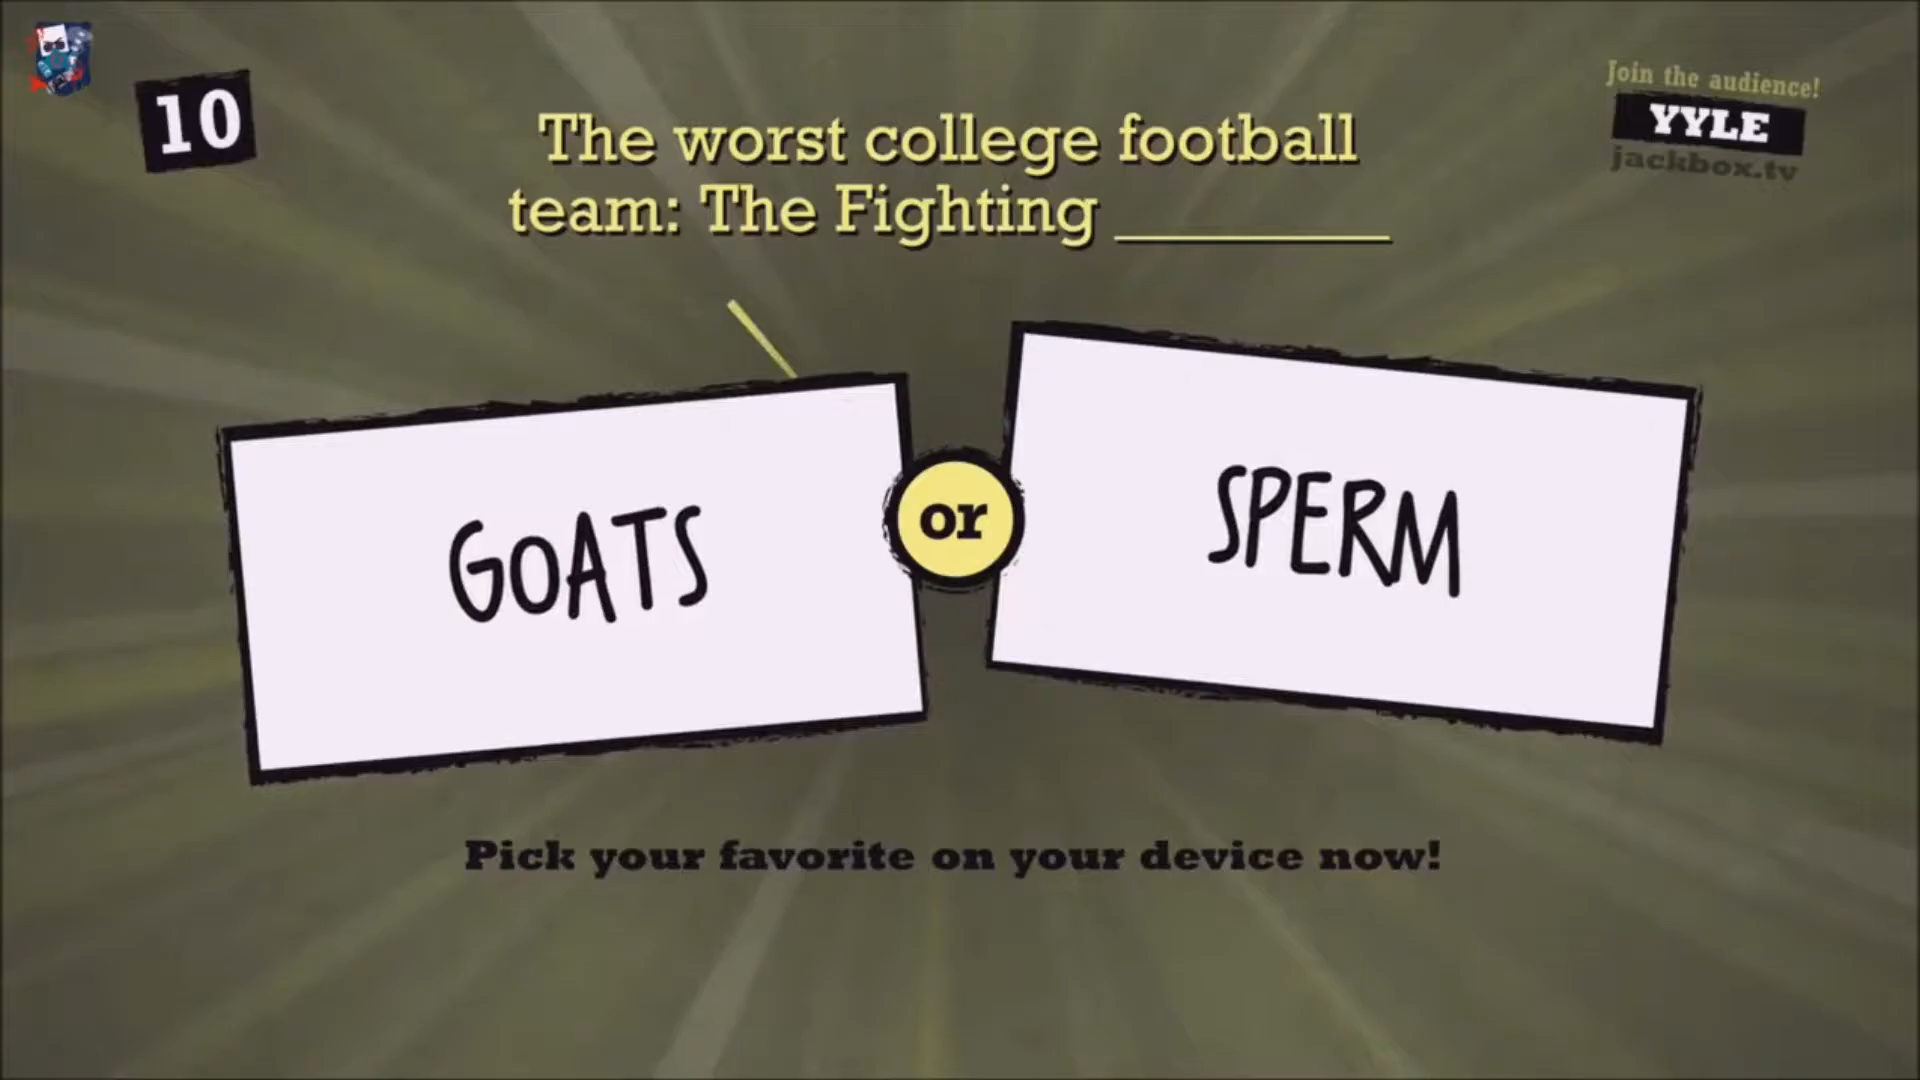 10
Join the audience!
YYLE
jackbox.tv
The worst college football
team: The Fighting ________
GOATS
or
SPERM
Pick your favorite on your device now!